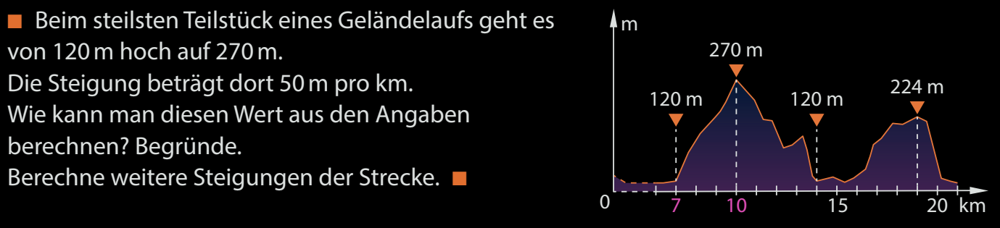 Beim steilsten Teilstück eines Geländelaufs geht es
von 120 m hoch auf 270 m.
Die Steigung beträgt dort 50 m pro km.
Wie kann man diesen Wert aus den Angaben
berechnen? Begründe.
Berechne weitere Steigungen der Strecke.
m
270 m
120 m
120 m
224 m
0
7
10
15
20
km